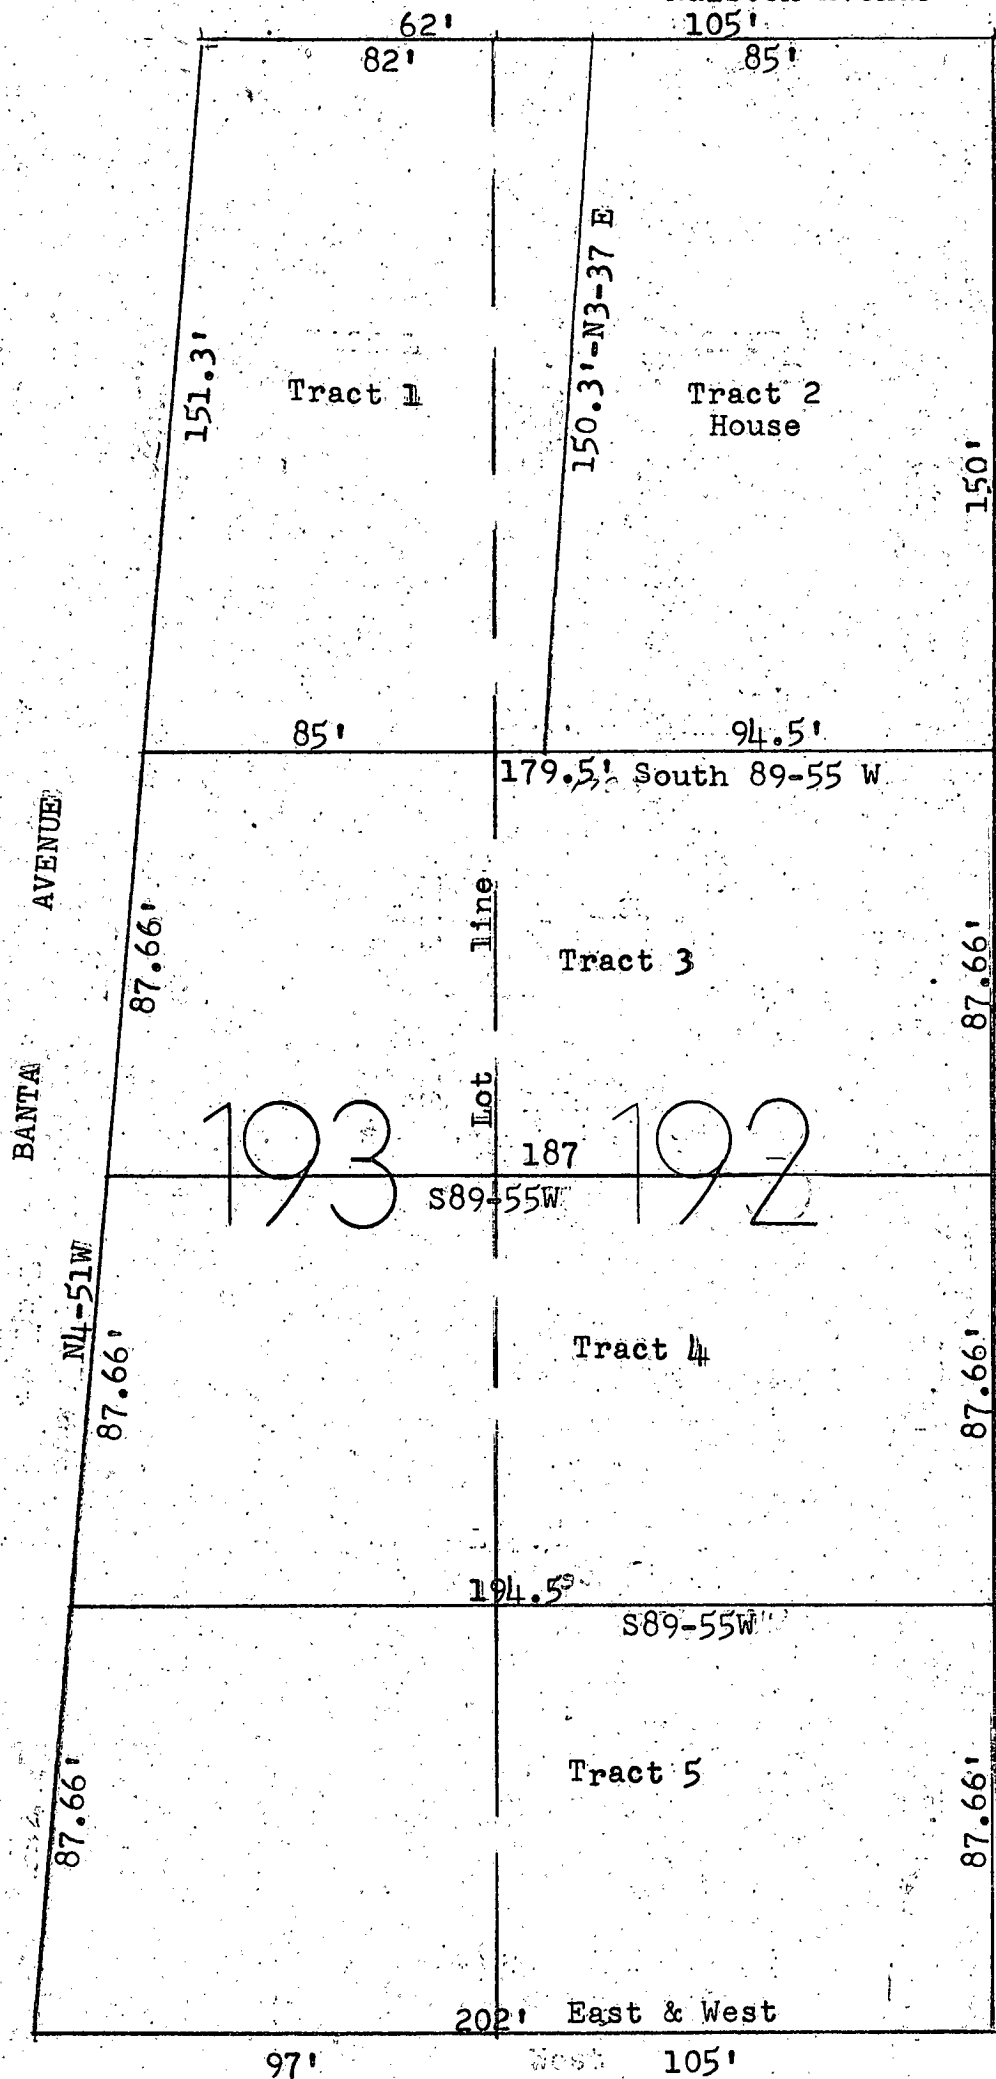 62' 105'
82' 85'
151.3'
Tract 1
150.3'-N3-37 E
Tract 2
House
150'
85' 94.5'
179.5' South 89-55 W
BANTA AVENUE
87.66'
Lot line
Tract 3
87.66'
193 192
187
S89-55W
N4-51W
87.66'
Tract 4
87.66'
194.5'
S89-55W
87.66'
Tract 5
87.66'
202' East & West
97' West 105'